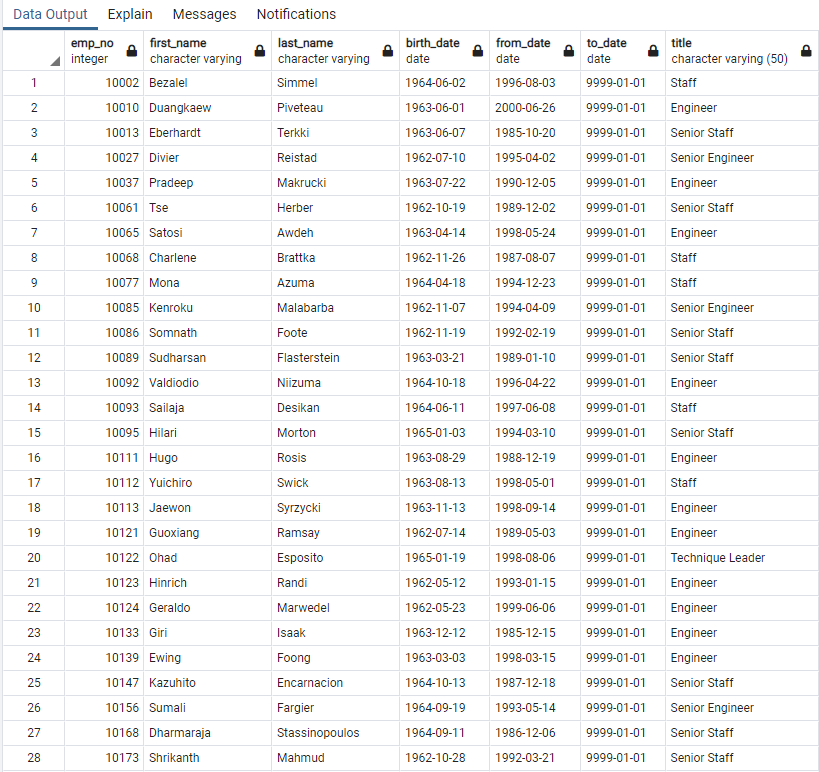 Data Output Explain Messages Notifications
emp_no first_name last_name birth_date from_date to_date title
integer character varying character varying date date date character varying (50)
1 10002 Bezalel Simmel 1964-06-02 1996-08-03 9999-01-01 Staff
2 10010 Duangkaew Piveteau 1963-06-01 2000-06-26 9999-01-01 Engineer
3 10013 Eberhardt Terkki 1963-06-07 1985-10-20 9999-01-01 Senior Staff
4 10027 Divier Reistad 1962-07-10 1995-04-02 9999-01-01 Senior Engineer
5 10037 Pradeep Makrucki 1963-07-22 1990-12-05 9999-01-01 Engineer
6 10061 Tse Herber 1962-10-19 1989-12-02 9999-01-01 Senior Staff
7 10065 Satosi Awdeh 1963-04-14 1998-05-24 9999-01-01 Engineer
8 10068 Charlene Brattka 1962-11-26 1987-08-07 9999-01-01 Staff
9 10077 Mona Azuma 1964-04-18 1994-12-23 9999-01-01 Staff
10 10085 Kenroku Malabarba 1962-11-07 1994-04-09 9999-01-01 Senior Engineer
11 10086 Somnath Foote 1962-11-19 1992-02-19 9999-01-01 Senior Staff
12 10089 Sudharsan Flasterstein 1963-03-21 1989-01-10 9999-01-01 Senior Staff
13 10092 Valdiodio Niizuma 1964-10-18 1996-04-22 9999-01-01 Engineer
14 10093 Sailaja Desikan 1964-06-11 1997-06-08 9999-01-01 Staff
15 10095 Hilari Morton 1965-01-03 1994-03-10 9999-01-01 Senior Staff
16 10111 Hugo Rosis 1963-08-29 1988-12-19 9999-01-01 Engineer
17 10112 Yuichiro Swick 1963-08-13 1998-05-01 9999-01-01 Staff
18 10113 Jaewon Syrzycki 1963-11-13 1998-09-14 9999-01-01 Engineer
19 10121 Guoxiang Ramsay 1962-07-14 1989-05-03 9999-01-01 Engineer
20 10122 Ohad Esposito 1965-01-19 1998-08-06 9999-01-01 Technique Leader
21 10123 Hinrich Randi 1962-05-12 1993-01-15 9999-01-01 Engineer
22 10124 Geraldo Marwedel 1962-05-23 1999-06-06 9999-01-01 Engineer
23 10133 Giri Isaak 1963-12-12 1985-12-15 9999-01-01 Engineer
24 10139 Ewing Foong 1963-03-03 1998-03-15 9999-01-01 Engineer
25 10147 Kazuhito Encarnacion 1964-10-13 1987-12-18 9999-01-01 Senior Staff
26 10156 Sumali Fargier 1964-09-19 1993-05-14 9999-01-01 Senior Engineer
27 10168 Dharmaraja Stassinopoulos 1964-09-11 1986-12-06 9999-01-01 Senior Staff
28 10173 Shrikanth Mahmud 1962-10-28 1992-03-21 9999-01-01 Senior Staff